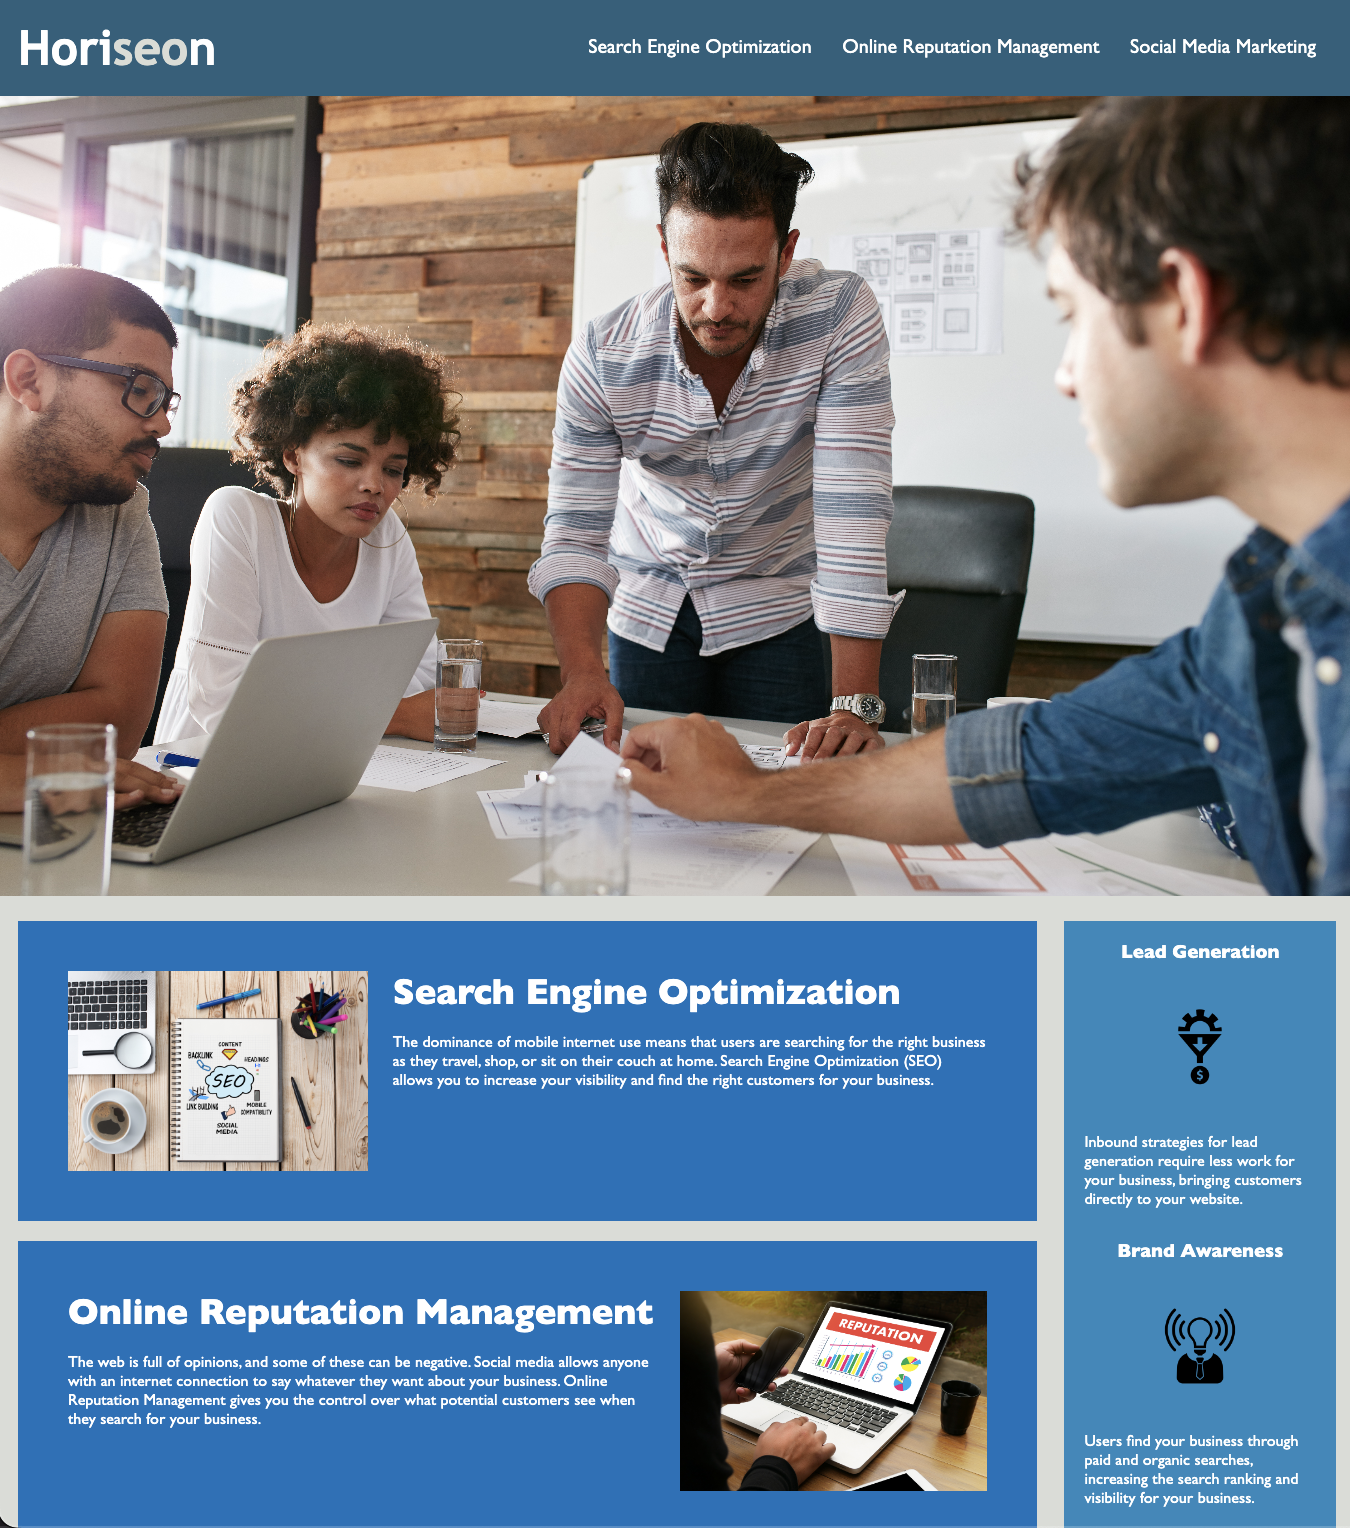 Horiseon
Search Engine Optimization
Online Reputation Management
Social Media Marketing
Search Engine Optimization
The dominance of mobile internet use means that users are searching for the right business
as they travel, shop, or sit on their couch at home. Search Engine Optimization (SEO)
allows you to increase your visibility and find the right customers for your business.
CONTENT
BACKLINK
HEADINGS
SEO
LINK BUILDING
MOBILE
COMPATIBILITY
SOCIAL
MEDIA
Online Reputation Management
The web is full of opinions, and some of these can be negative. Social media allows anyone
with an internet connection to say whatever they want about your business. Online
Reputation Management gives you the control over what potential customers see when
they search for your business.
REPUTATION
Lead Generation
$
Inbound strategies for lead
generation require less work for
your business, bringing customers
directly to your website.
Brand Awareness
Users find your business through
paid and organic searches,
increasing the search ranking and
visibility for your business.